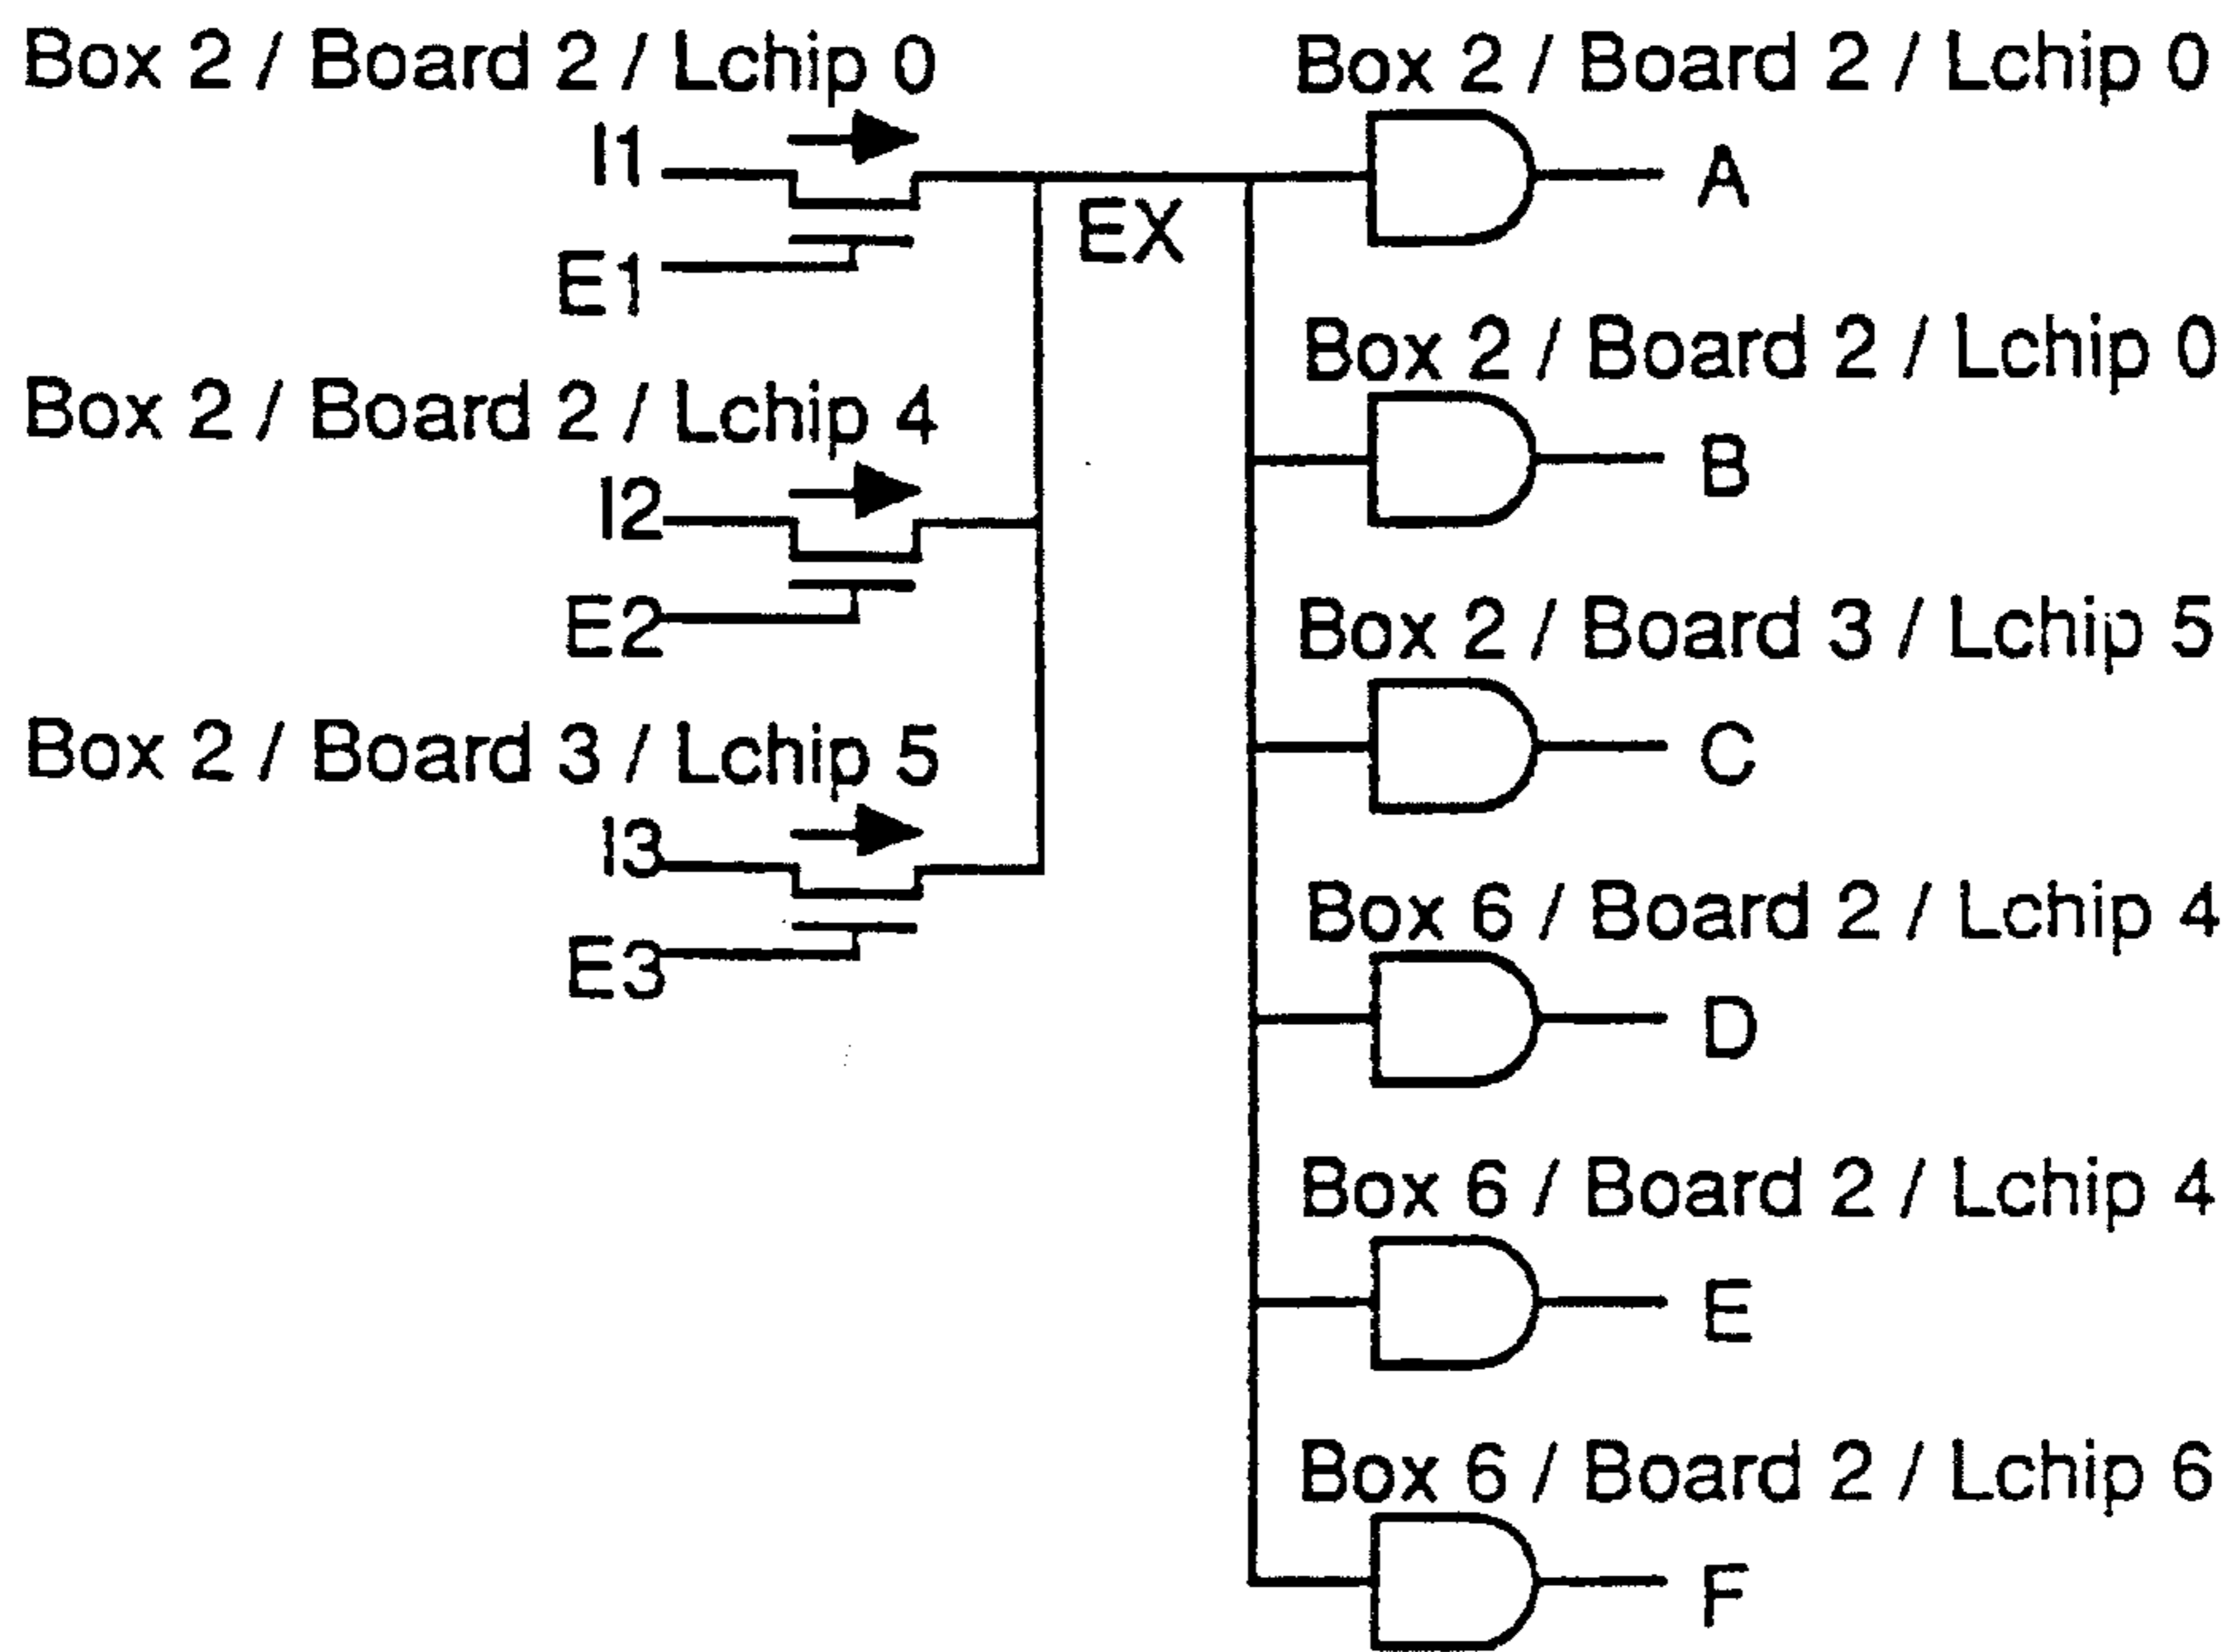 Box 2 / Board 2 / Lchip 0
I1
E1
Box 2 / Board 2 / Lchip 4
I2
E2
Box 2 / Board 3 / Lchip 5
I3
E3
EX
Box 2 / Board 2 / Lchip 0
A
Box 2 / Board 2 / Lchip 0
B
Box 2 / Board 3 / Lchip 5
C
Box 6 / Board 2 / Lchip 4
D
Box 6 / Board 2 / Lchip 4
E
Box 6 / Board 2 / Lchip 6
F